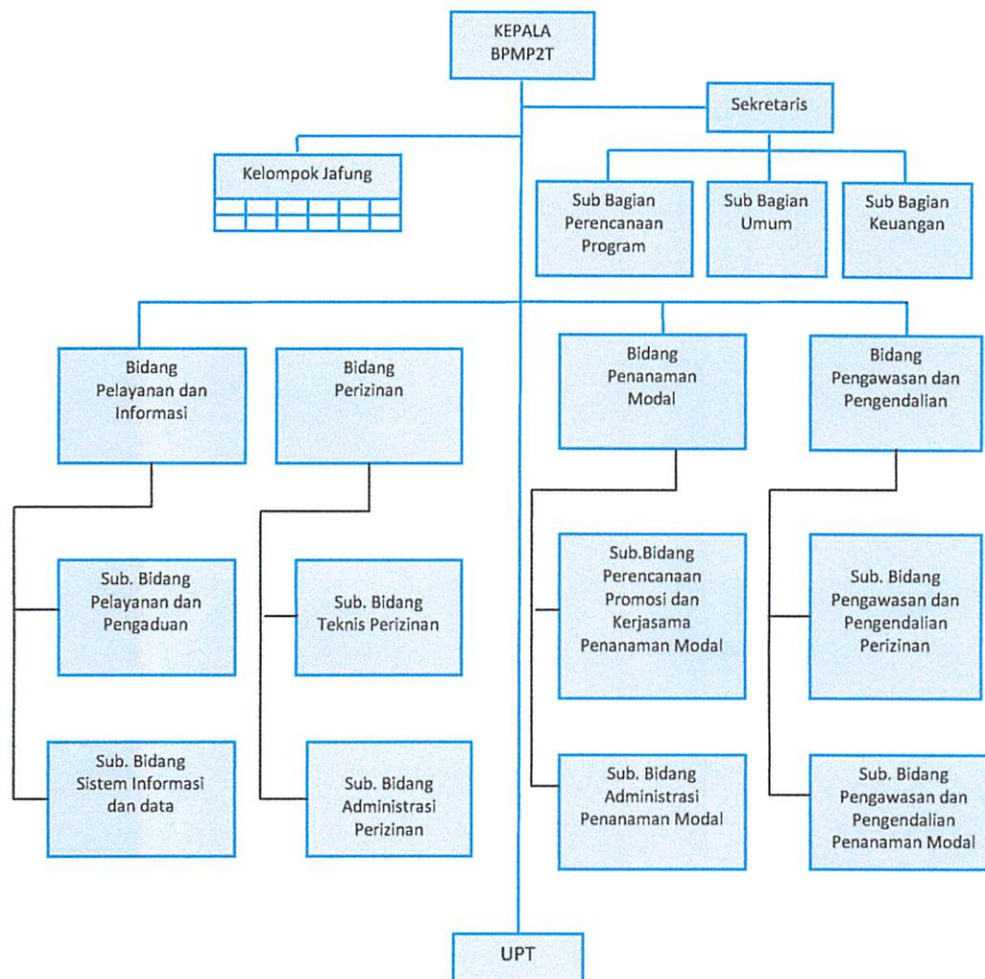 KEPALA
BPMP2T
Sekretaris
Kelompok Jafung
Sub Bagian
Perencanaan
Program
Sub Bagian
Umum
Sub Bagian
Keuangan
Bidang
Pelayanan dan
Informasi
Bidang
Perizinan
Bidang
Penanaman
Modal
Bidang
Pengawasan dan
Pengendalian
Sub. Bidang
Pelayanan dan
Pengaduan
Sub. Bidang
Teknis Perizinan
Sub.Bidang
Perencanaan
Promosi dan
Kerjasama
Penanaman Modal
Sub. Bidang
Pengawasan dan
Pengendalian
Perizinan
Sub. Bidang
Sistem Informasi
dan data
Sub. Bidang
Administrasi
Perizinan
Sub. Bidang
Administrasi
Penanaman Modal
Sub. Bidang
Pengawasan dan
Pengendalian
Penanaman Modal
UPT